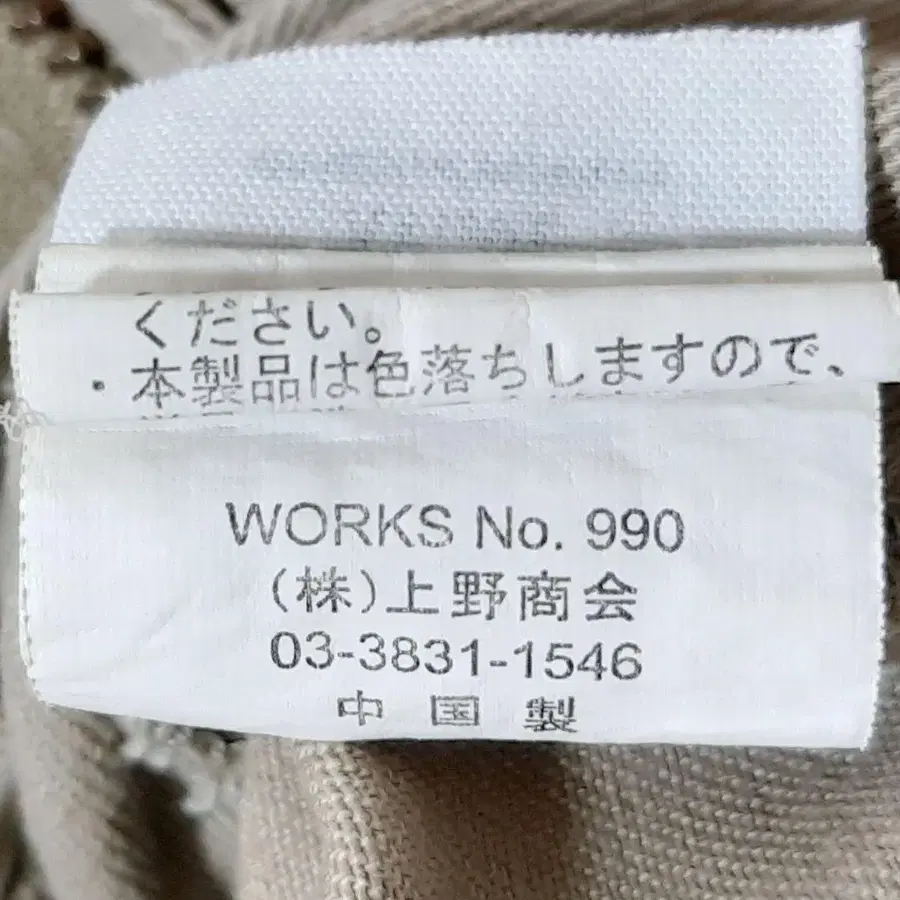 ください。
・本製品は色落ちしますので、
WORKS No. 990
(株)上野商会
03-3831-1546
中国製